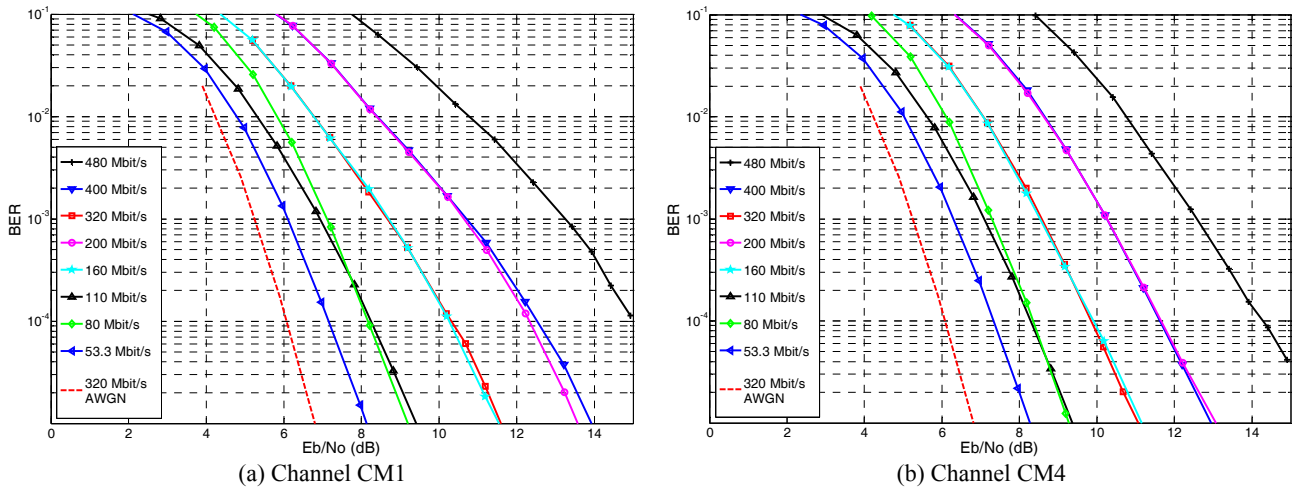 10⁻¹
10⁻²
10⁻³
10⁻⁴
BER
480 Mbit/s
400 Mbit/s
320 Mbit/s
200 Mbit/s
160 Mbit/s
110 Mbit/s
80 Mbit/s
53.3 Mbit/s
320 Mbit/s
AWGN
0 2 4 6 8 10 12 14
Eb/No (dB)
(a) Channel CM1
10⁻¹
10⁻²
10⁻³
10⁻⁴
BER
480 Mbit/s
400 Mbit/s
320 Mbit/s
200 Mbit/s
160 Mbit/s
110 Mbit/s
80 Mbit/s
53.3 Mbit/s
320 Mbit/s
AWGN
0 2 4 6 8 10 12 14
Eb/No (dB)
(b) Channel CM4